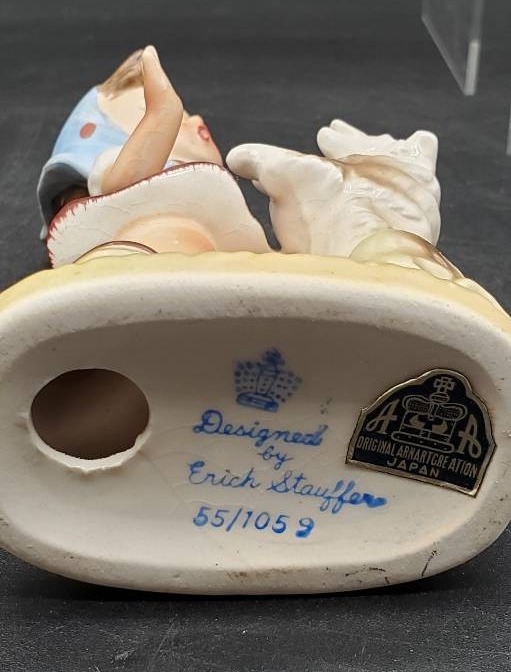 Designed
by
Erich Stauffer
55/1059
A A
ORIGINAL ARNART CREATION
JAPAN